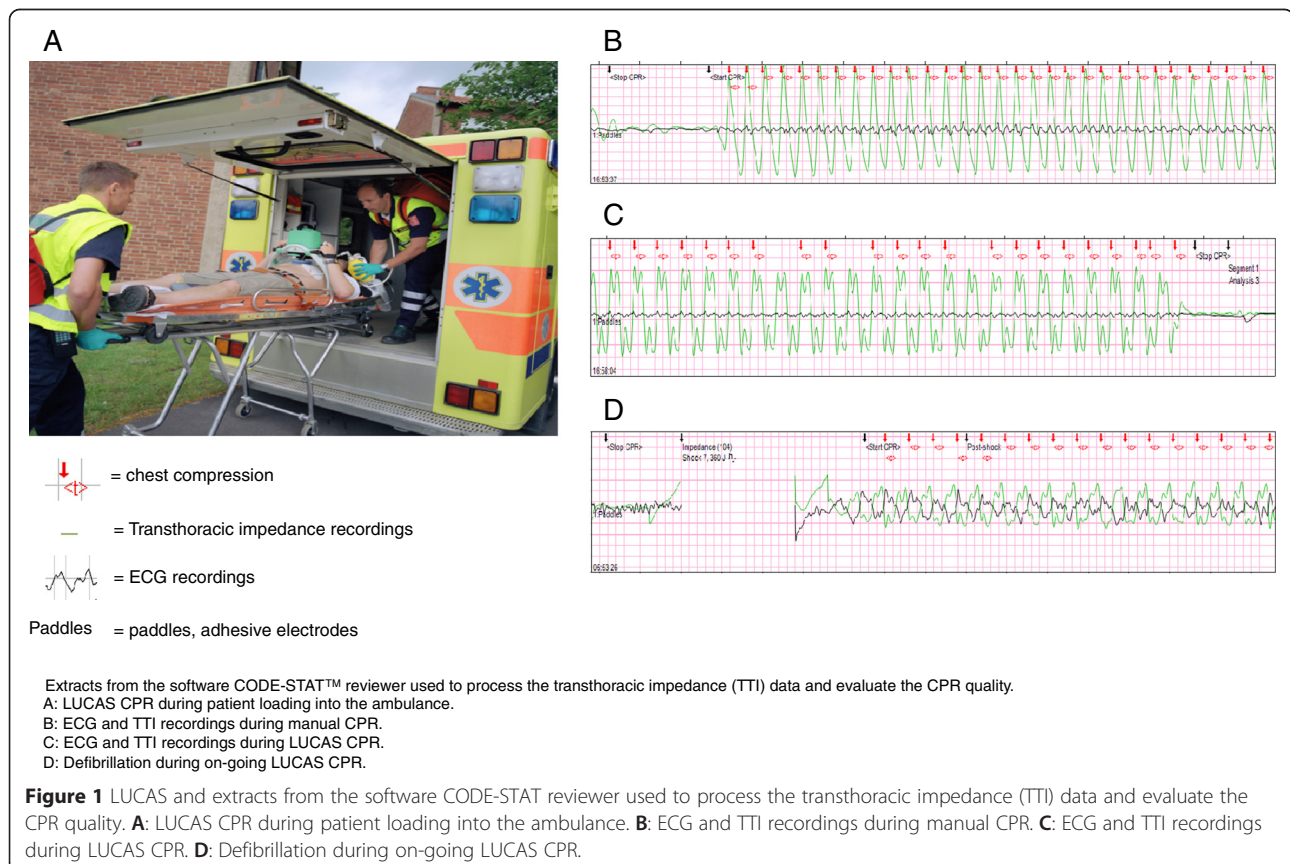 A
B
<Stop CPR>
<Start CPR>
1:Paddles
16:53:37
C
<Stop CPR>
Segment 1
Analysis 3
1:Paddles
16:58:04
D
<Stop CPR>
Impedance (104)
Shock 7, 360J
<Start CPR>
Post-shock
1:Paddles
06:53:26
= chest compression
= Transthoracic impedance recordings
= ECG recordings
Paddles = paddles, adhesive electrodes
Extracts from the software CODE-STAT™ reviewer used to process the transthoracic impedance (TTI) data and evaluate the CPR quality.
A: LUCAS CPR during patient loading into the ambulance.
B: ECG and TTI recordings during manual CPR.
C: ECG and TTI recordings during LUCAS CPR.
D: Defibrillation during on-going LUCAS CPR.
Figure 1 LUCAS and extracts from the software CODE-STAT reviewer used to process the transthoracic impedance (TTI) data and evaluate the
CPR quality. A: LUCAS CPR during patient loading into the ambulance. B: ECG and TTI recordings during manual CPR. C: ECG and TTI recordings
during LUCAS CPR. D: Defibrillation during on-going LUCAS CPR.